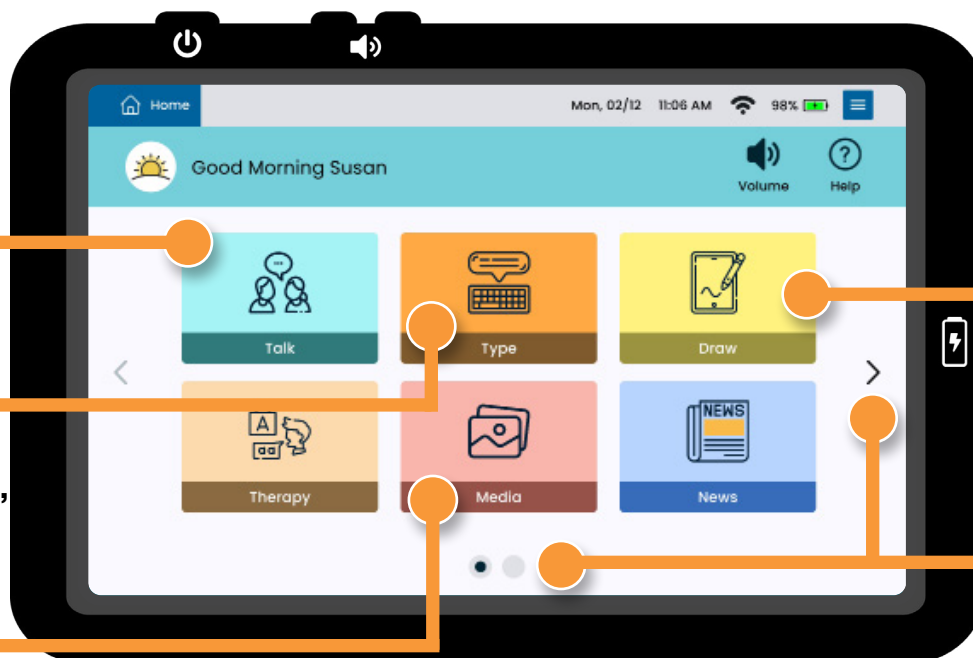 Home
Mon, 02/12 11:06 AM 98%
Good Morning Susan
Volume Help
Talk Type Draw
A NEWS
Therapy Media News
,